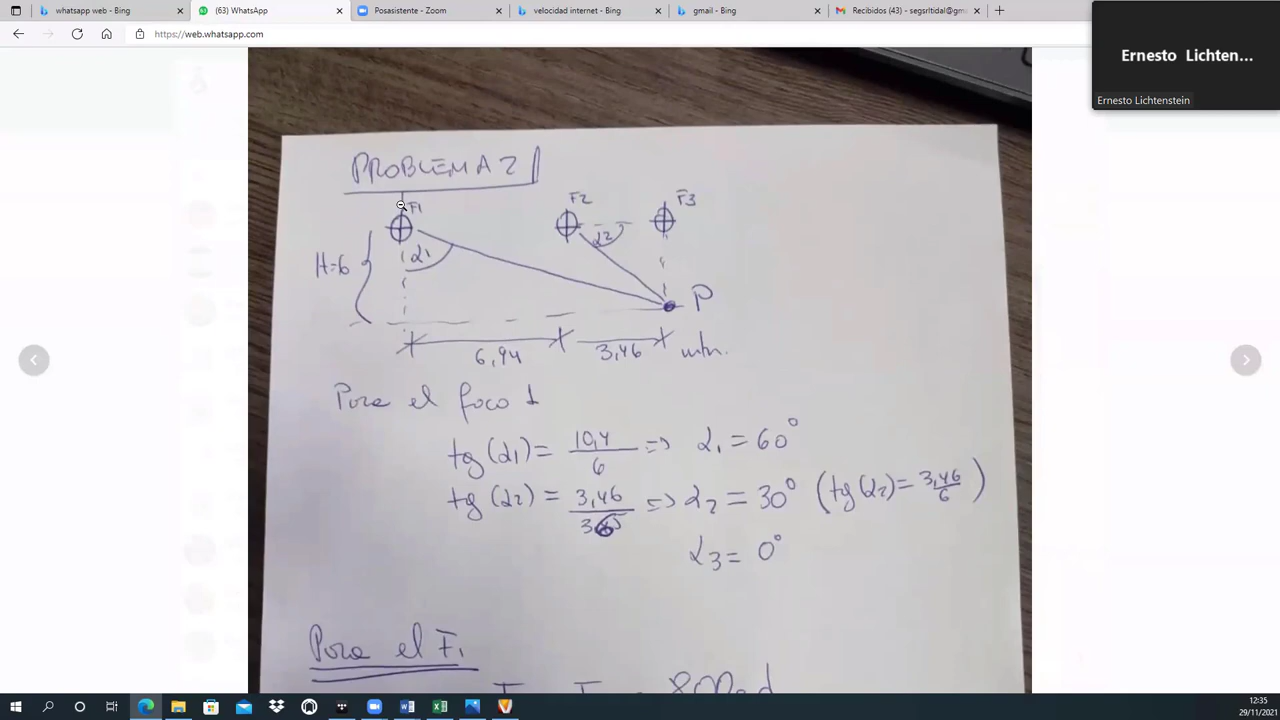 whatsapp web - Bing
(63) WhatsApp
Posasistente - Zoom
velocidad internet - Bing
gmail - Bing
Recibidos (43) - segsrltidal@gm
https://web.whatsapp.com
Ernesto Lichten...
Ernesto Lichtenstein
PROBLEMA 2
F1
F2
F3
α1
α2
H=6
P
6,94
3,46
mtn.
Para el foco 1
tg(α1) = 10,4 / 6 => α1 = 60°
tg(α2) = 3,46 / => α2 = 30° (tg(α2) = 3,46 / 6)
α3 = 0°
Para el F1
12:35
29/11/2021